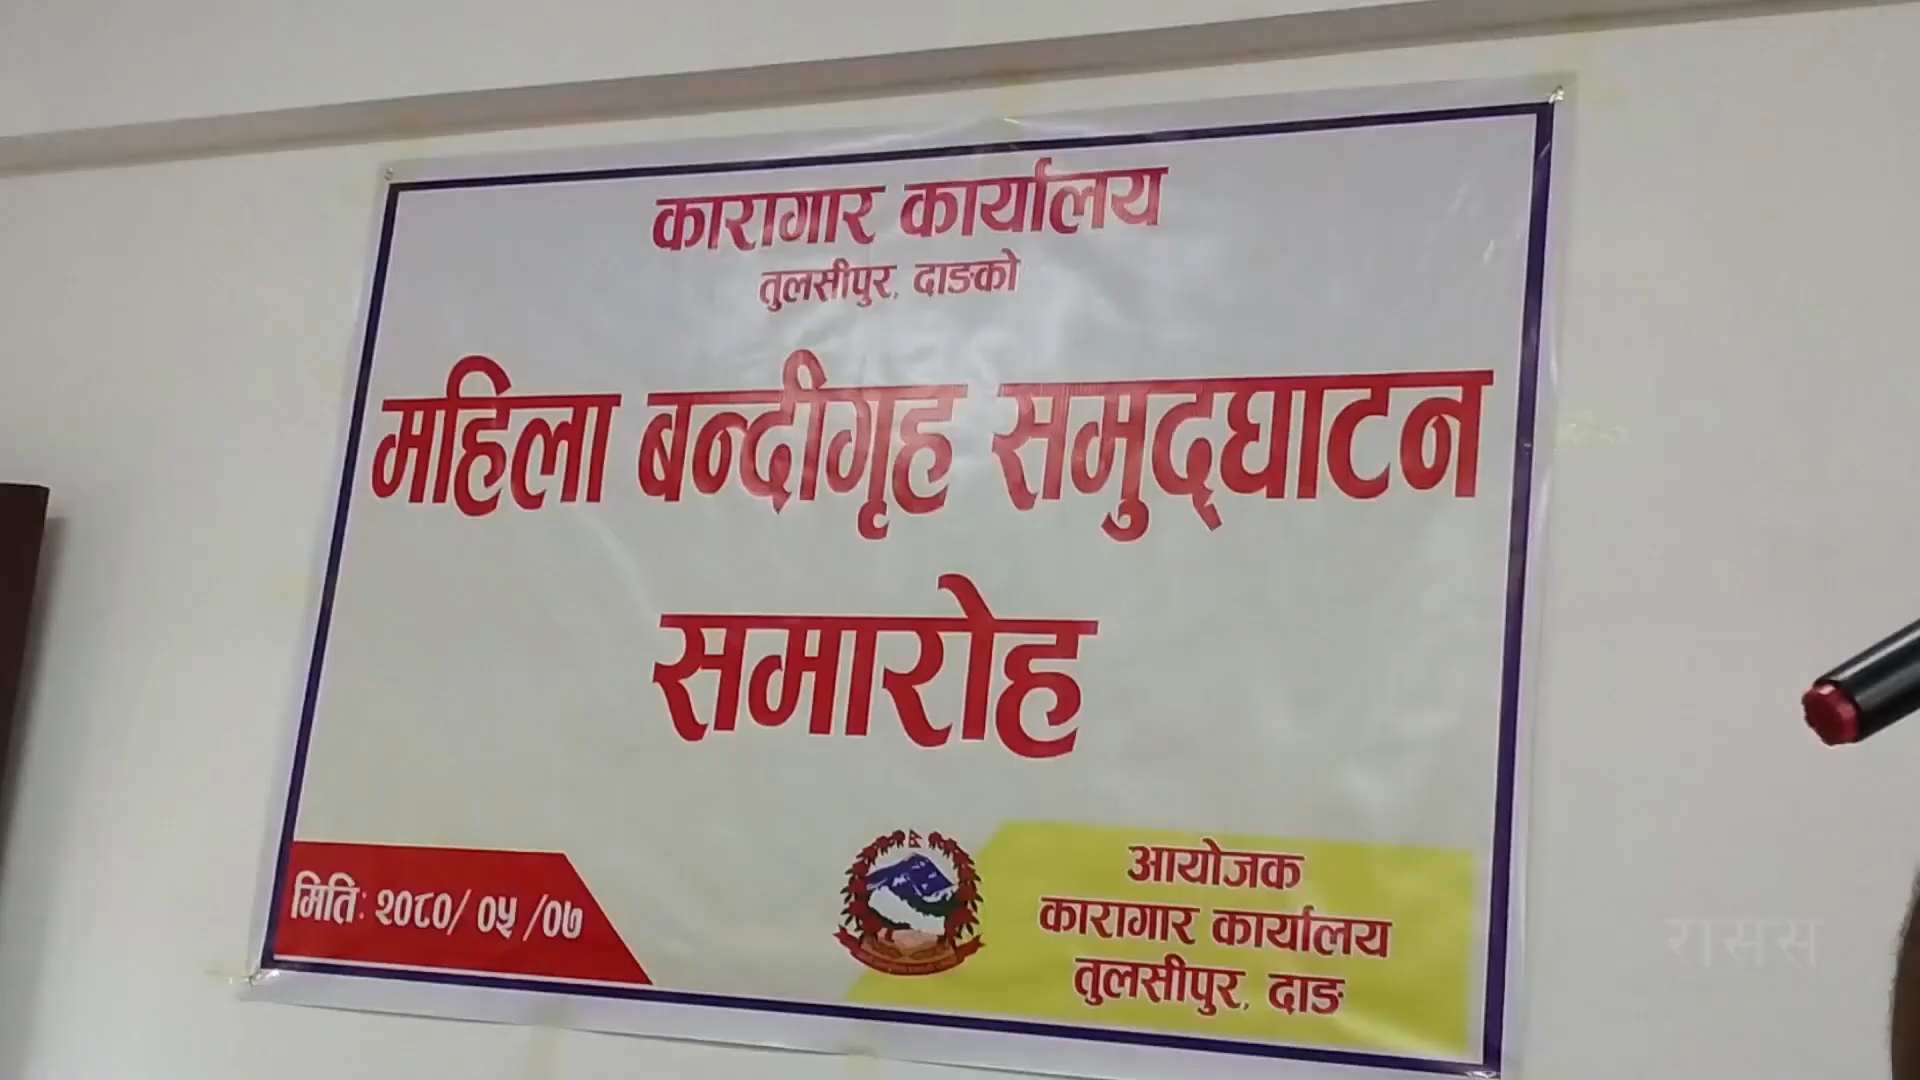 कारागार कार्यालय
तुलसीपुर, दाङको
महिला बन्दीगृह समुद्घाटन
समारोह
मिति: २०८०/ ०५ /०७
आयोजक
कारागार कार्यालय
तुलसीपुर, दाङ
रासस